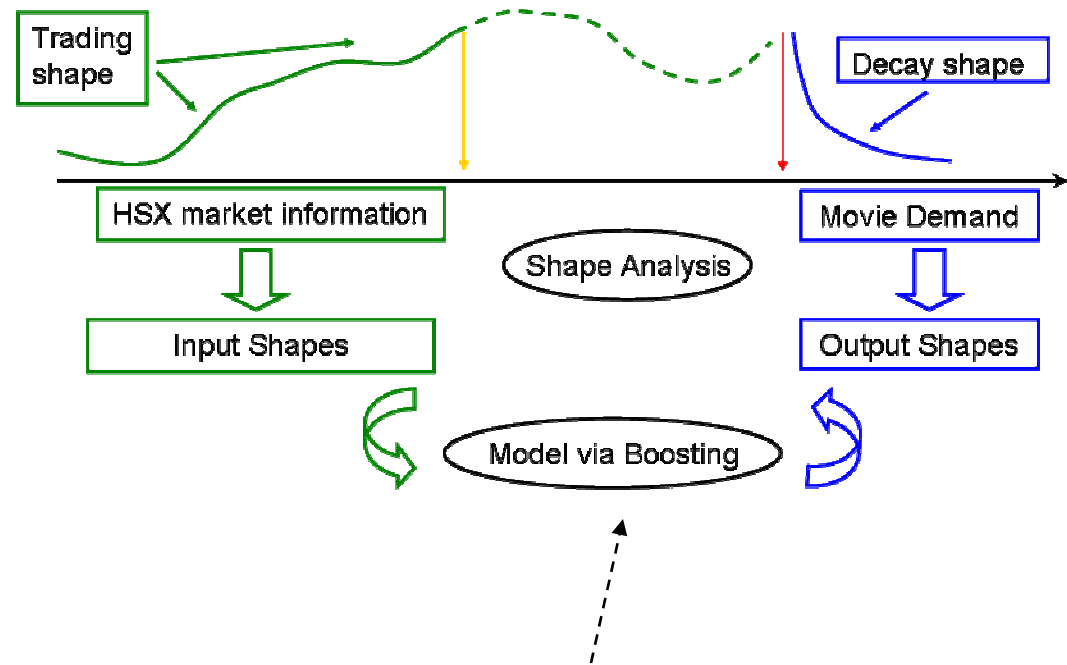 Trading
shape
Decay shape
HSX market information
Movie Demand
Shape Analysis
Input Shapes
Output Shapes
Model via Boosting